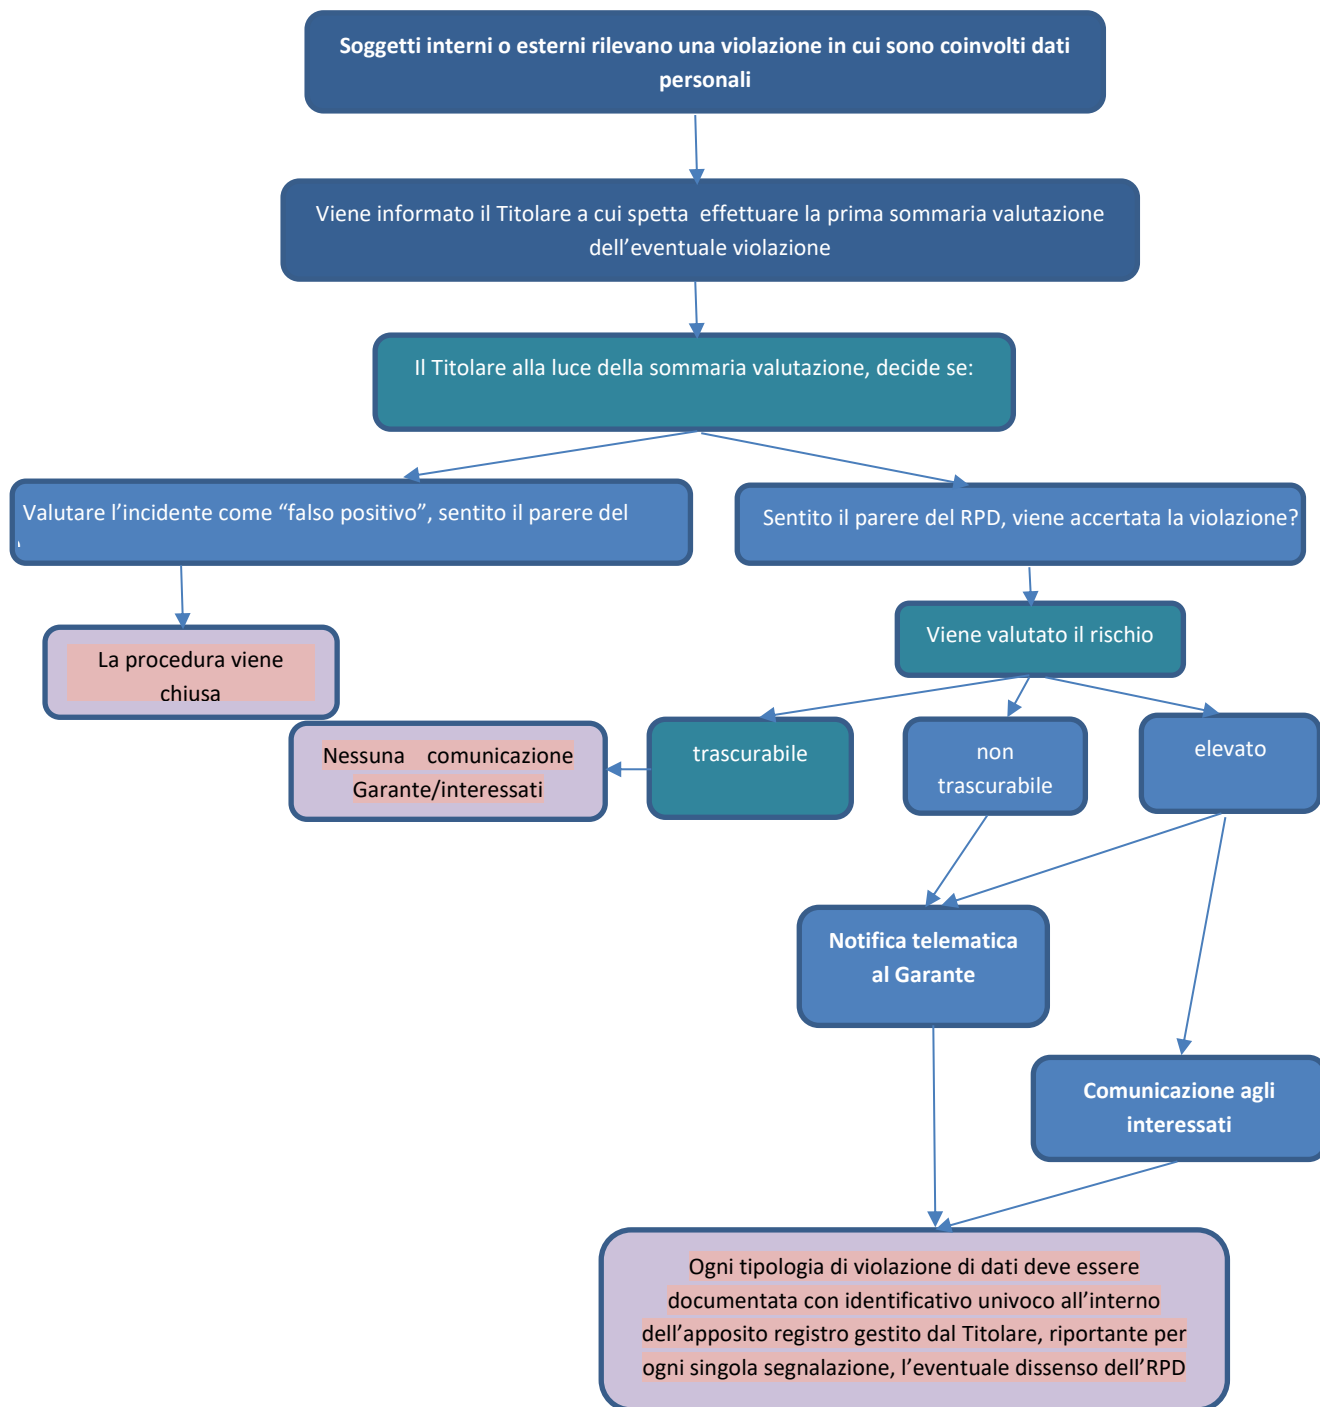 Soggetti interni o esterni rilevano una violazione in cui sono coinvolti dati
personali
Viene informato il Titolare a cui spetta effettuare la prima sommaria valutazione
dell'eventuale violazione
Il Titolare alla luce della sommaria valutazione, decide se:
Valutare l'incidente come “falso positivo”, sentito il parere del
Sentito il parere del RPD, viene accertata la violazione?
La procedura viene
chiusa
Viene valutato il rischio
Nessuna comunicazione
Garante/interessati
trascurabile
non
trascurabile
elevato
Notifica telematica
al Garante
Comunicazione agli
interessati
Ogni tipologia di violazione di dati deve essere
documentata con identificativo univoco all'interno
dell'apposito registro gestito dal Titolare, riportante per
ogni singola segnalazione, l'eventuale dissenso dell'RPD